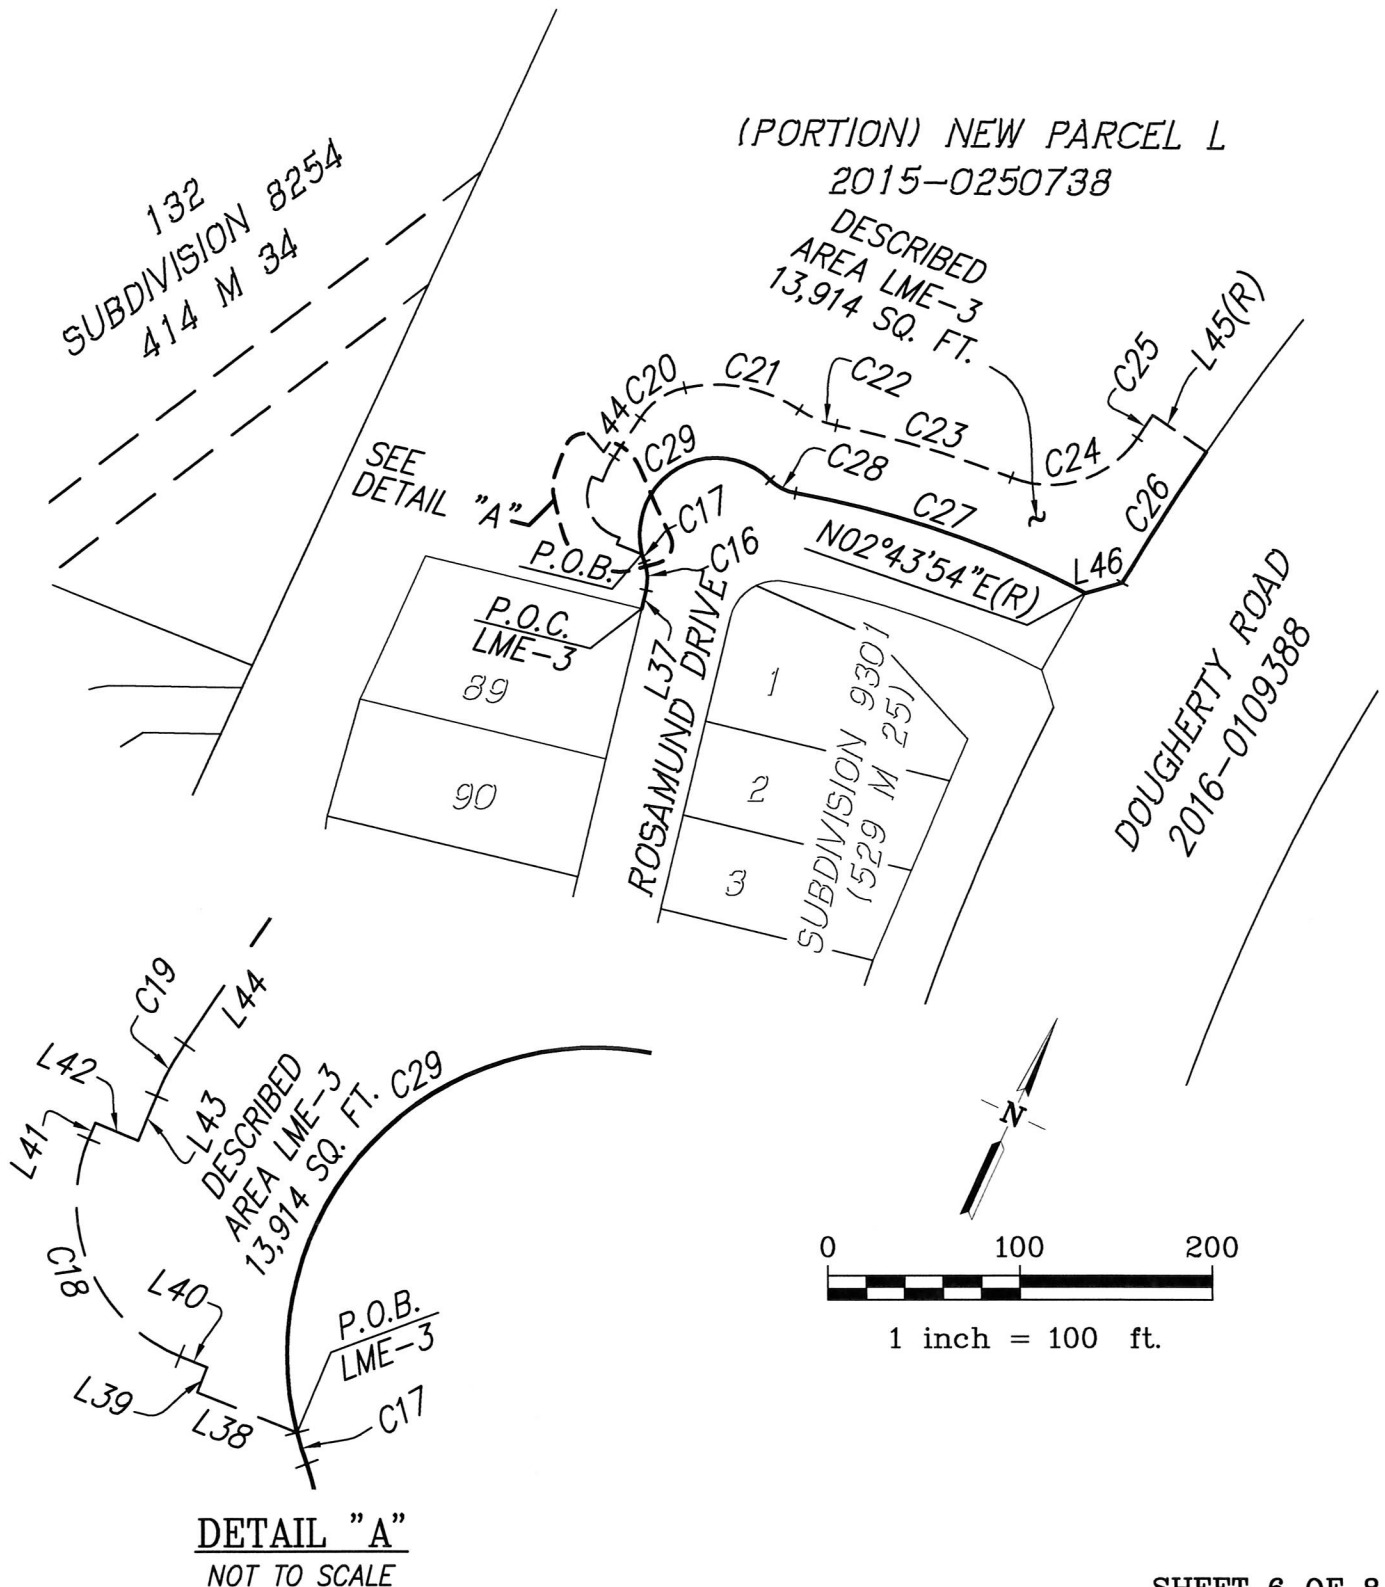 (PORTION) NEW PARCEL L
2015-0250738
132
SUBDIVISION 8254
414 M 34
DESCRIBED
AREA LME-3
13,914 SQ. FT.
L45(R)
C25
C20
C21
C22
L44
C23
C24
C29
C28
C26
SEE
DETAIL "A"
C27
C17
C16
P.O.B.
N02°43'54"E(R)
L46
P.O.C.
LME-3
L37
ROSAMUND DRIVE
89
90
1
2
3
SUBDIVISION 9301
(529 M 25)
DOUGHERTY ROAD
2016-0109388
C19
L44
L42
L41
L43
DESCRIBED
AREA LME-3
13,914 SQ. FT.
C29
C18
L40
P.O.B.
LME-3
L39
L38
C17
N
0 100 200
1 inch = 100 ft.
DETAIL "A"
NOT TO SCALE
SHEET 6 OF 8